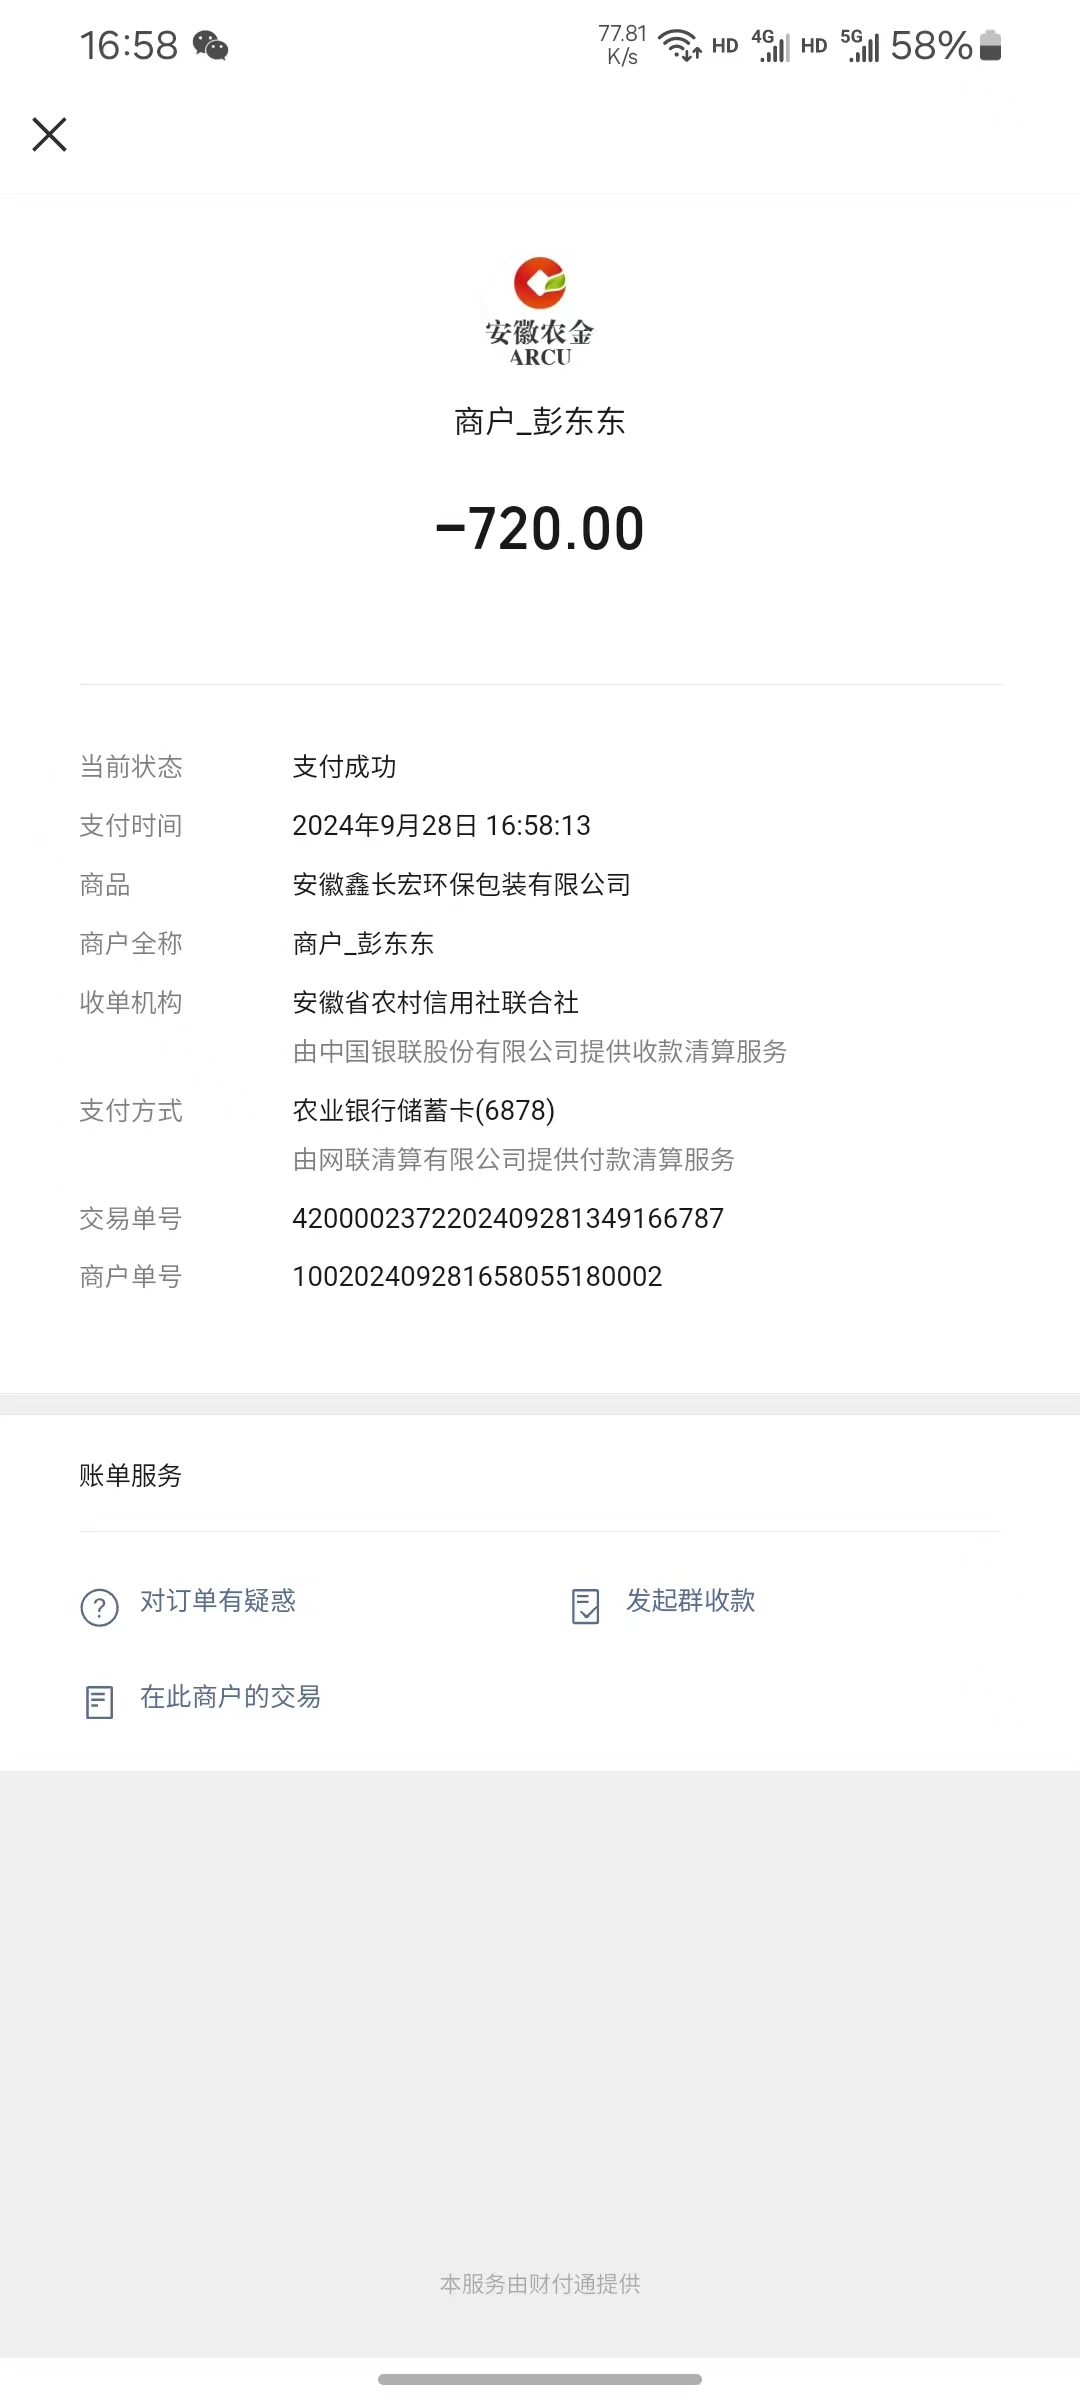 16:58
77.81 K/s HD 4G HD 5G 58%
安徽农金
ARCU
商户_彭东东
-720.00
当前状态 支付成功
支付时间 2024年9月28日 16:58:13
商品 安徽鑫长宏环保包装有限公司
商户全称 商户_彭东东
收单机构 安徽省农村信用社联合社
由中国银联股份有限公司提供收款清算服务
支付方式 农业银行储蓄卡(6878)
由网联清算有限公司提供付款清算服务
交易单号 4200002372202409281349166787
商户单号 100202409281658055180002
账单服务
对订单有疑惑 发起群收款
在此商户的交易
本服务由财付通提供